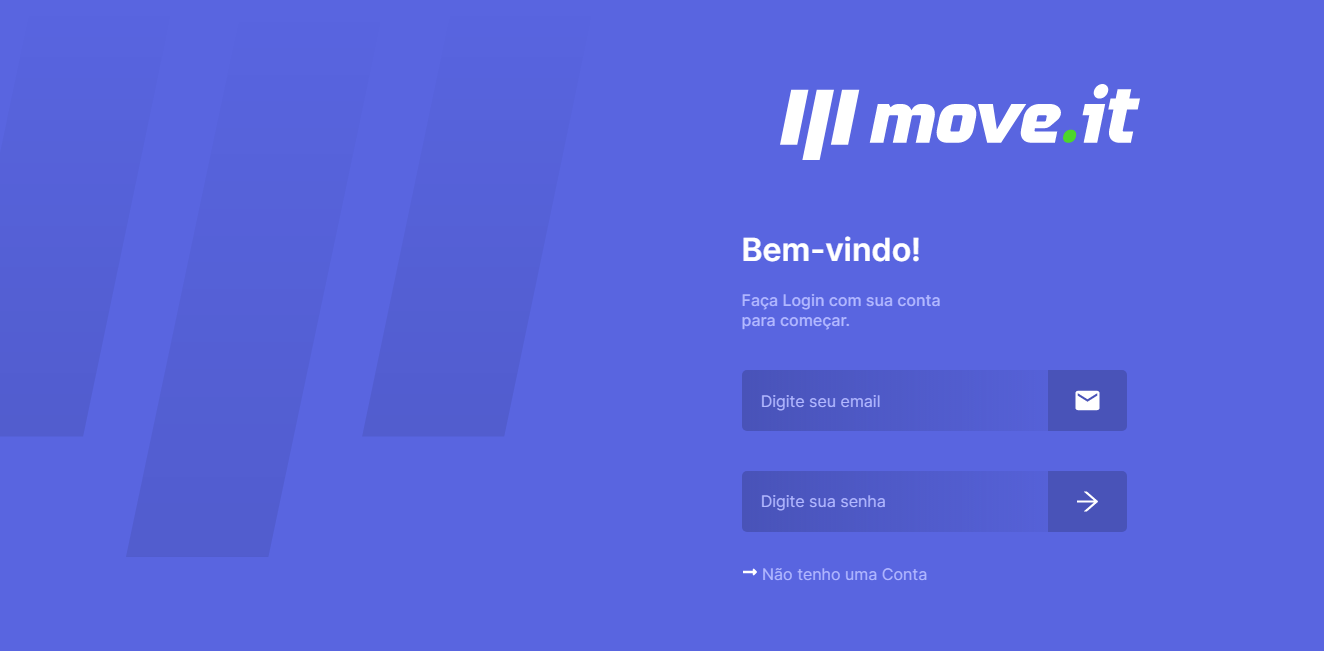 move.it
Bem-vindo!
Faça Login com sua conta
para começar.
Digite seu email
Digite sua senha
Não tenho uma Conta